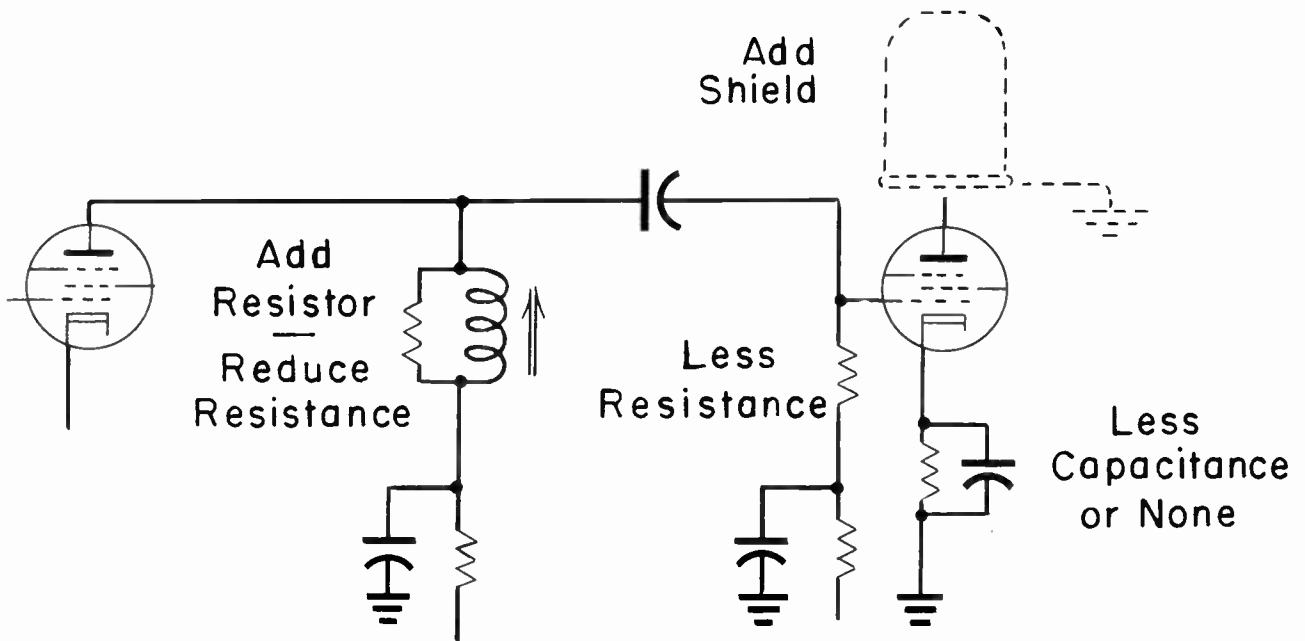 Add
Shield
Add
Resistor
—
Reduce
Resistance
Less
Resistance
Less
Capacitance
or None